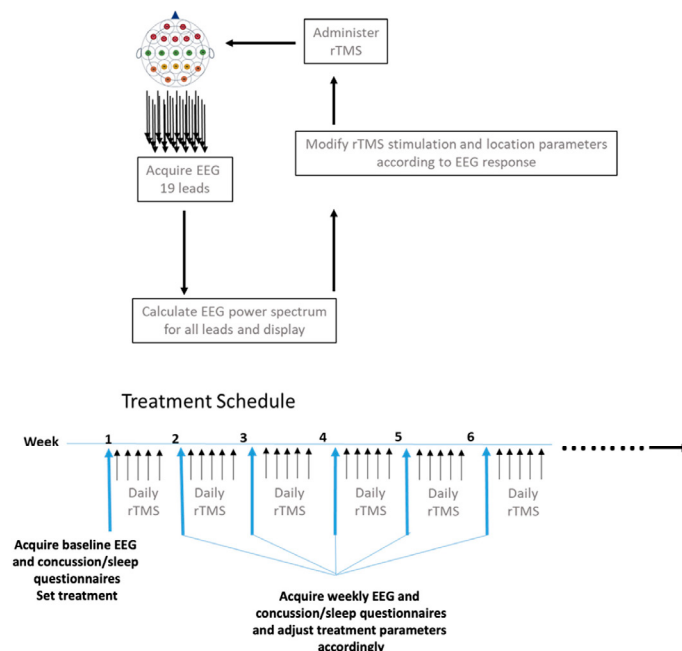 Administer
rTMS
Modify rTMS stimulation and location parameters
according to EEG response
Acquire EEG
19 leads
Calculate EEG power spectrum
for all leads and display
Treatment Schedule
Week 1 2 3 4 5 6
Daily Daily Daily Daily Daily Daily
rTMS rTMS rTMS rTMS rTMS rTMS
Acquire baseline EEG
and concussion/sleep
questionnaires
Set treatment
Acquire weekly EEG and
concussion/sleep questionnaires
and adjust treatment parameters
accordingly